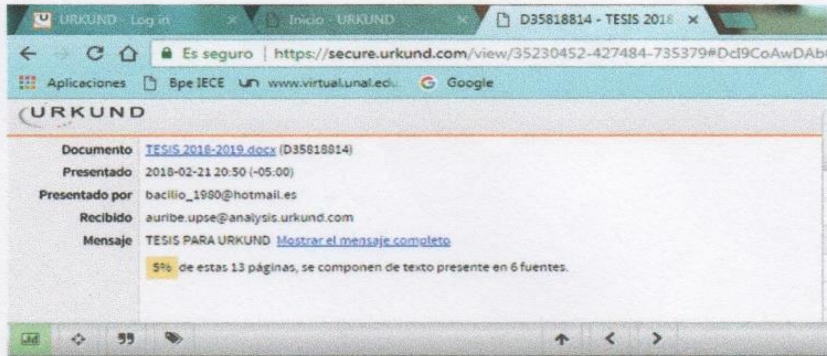 URKUND - Log in
Inicio - URKUND
D35818814 - TESIS 2018
Es seguro | https://secure.urkund.com/view/35230452-427484-735379#DcI9CoAwDAb
Aplicaciones Bpe IECE un www.virtual.unal.edu. Google
URKUND
Documento TESIS 2018-2019.docx (D35818814)
Presentado 2018-02-21 20:50 (-05:00)
Presentado por bacilio_1980@hotmail.es
Recibido auribe.upse@analysis.urkund.com
Mensaje TESIS PARA URKUND Mostrar el mensaje completo
5% de estas 13 páginas, se componen de texto presente en 6 fuentes.